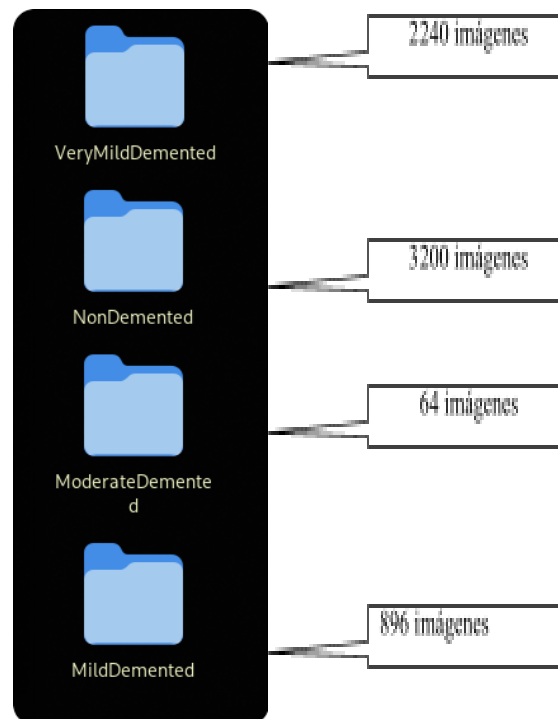 2240 imágenes
VeryMildDemented
3200 imágenes
NonDemented
64 imágenes
ModerateDemente
d
896 imágenes
MildDemented